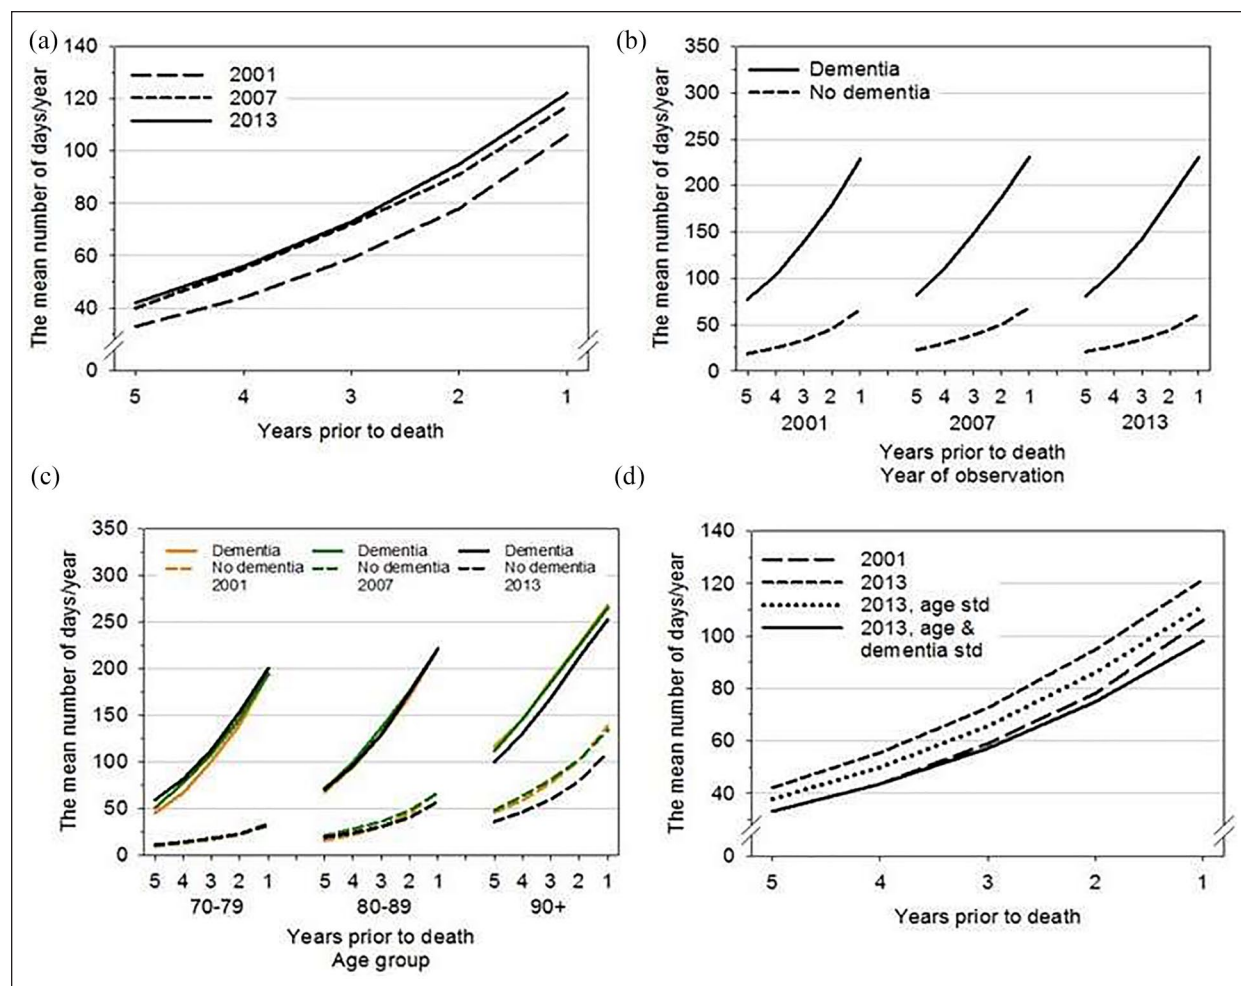 (a)
The mean number of days/year
140
120
100
80
60
40
0
2001
2007
2013
5 4 3 2 1
Years prior to death
(b)
The mean number of days/year
350
300
250
200
150
100
50
0
Dementia
No dementia
5 4 3 2 1 5 4 3 2 1 5 4 3 2 1
2001 2007 2013
Years prior to death
Year of observation
(c)
The mean number of days/year
350
300
250
200
150
100
50
0
Dementia Dementia Dementia
No dementia No dementia No dementia
2001 2007 2013
5 4 3 2 1 5 4 3 2 1 5 4 3 2 1
70-79 80-89 90+
Years prior to death
Age group
(d)
The mean number of days/year
140
120
100
80
60
40
0
2001
2013
2013, age std
2013, age &
dementia std
5 4 3 2 1
Years prior to death